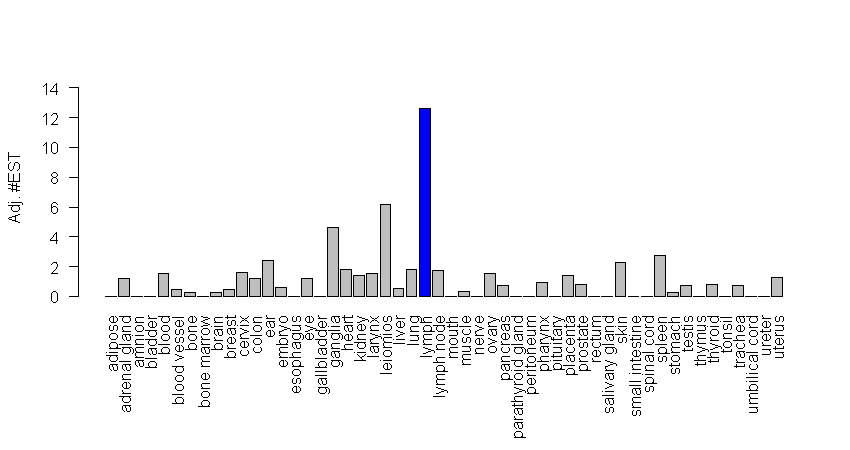 14
12
10
8
6
4
2
0
Adj. #EST
adipose
adrenal gland
amnion
bladder
blood
blood vessel
bone
bone marrow
brain
breast
cervix
colon
ear
embryo
esophagus
eye
gallbladder
ganglia
heart
kidney
larynx
leiomios
liver
lung
lymph
lymph node
mouth
muscle
nerve
ovary
pancreas
parathyroid gland
peritoneum
pharynx
pituitary
placenta
prostate
rectum
salivary gland
skin
small intestine
spinal cord
spleen
stomach
testis
thymus
thyroid
tonsil
trachea
umbilical cord
ureter
uterus